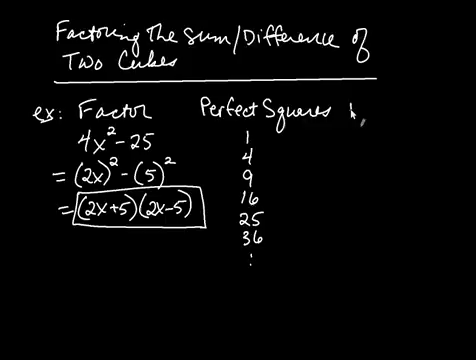 Factoring The Sum/Difference of
Two Cubes
ex: Factor
4x² - 25
= (2x)² - (5)²
= (2x+5)(2x-5)
Perfect Squares
1
4
9
16
25
36
⋮